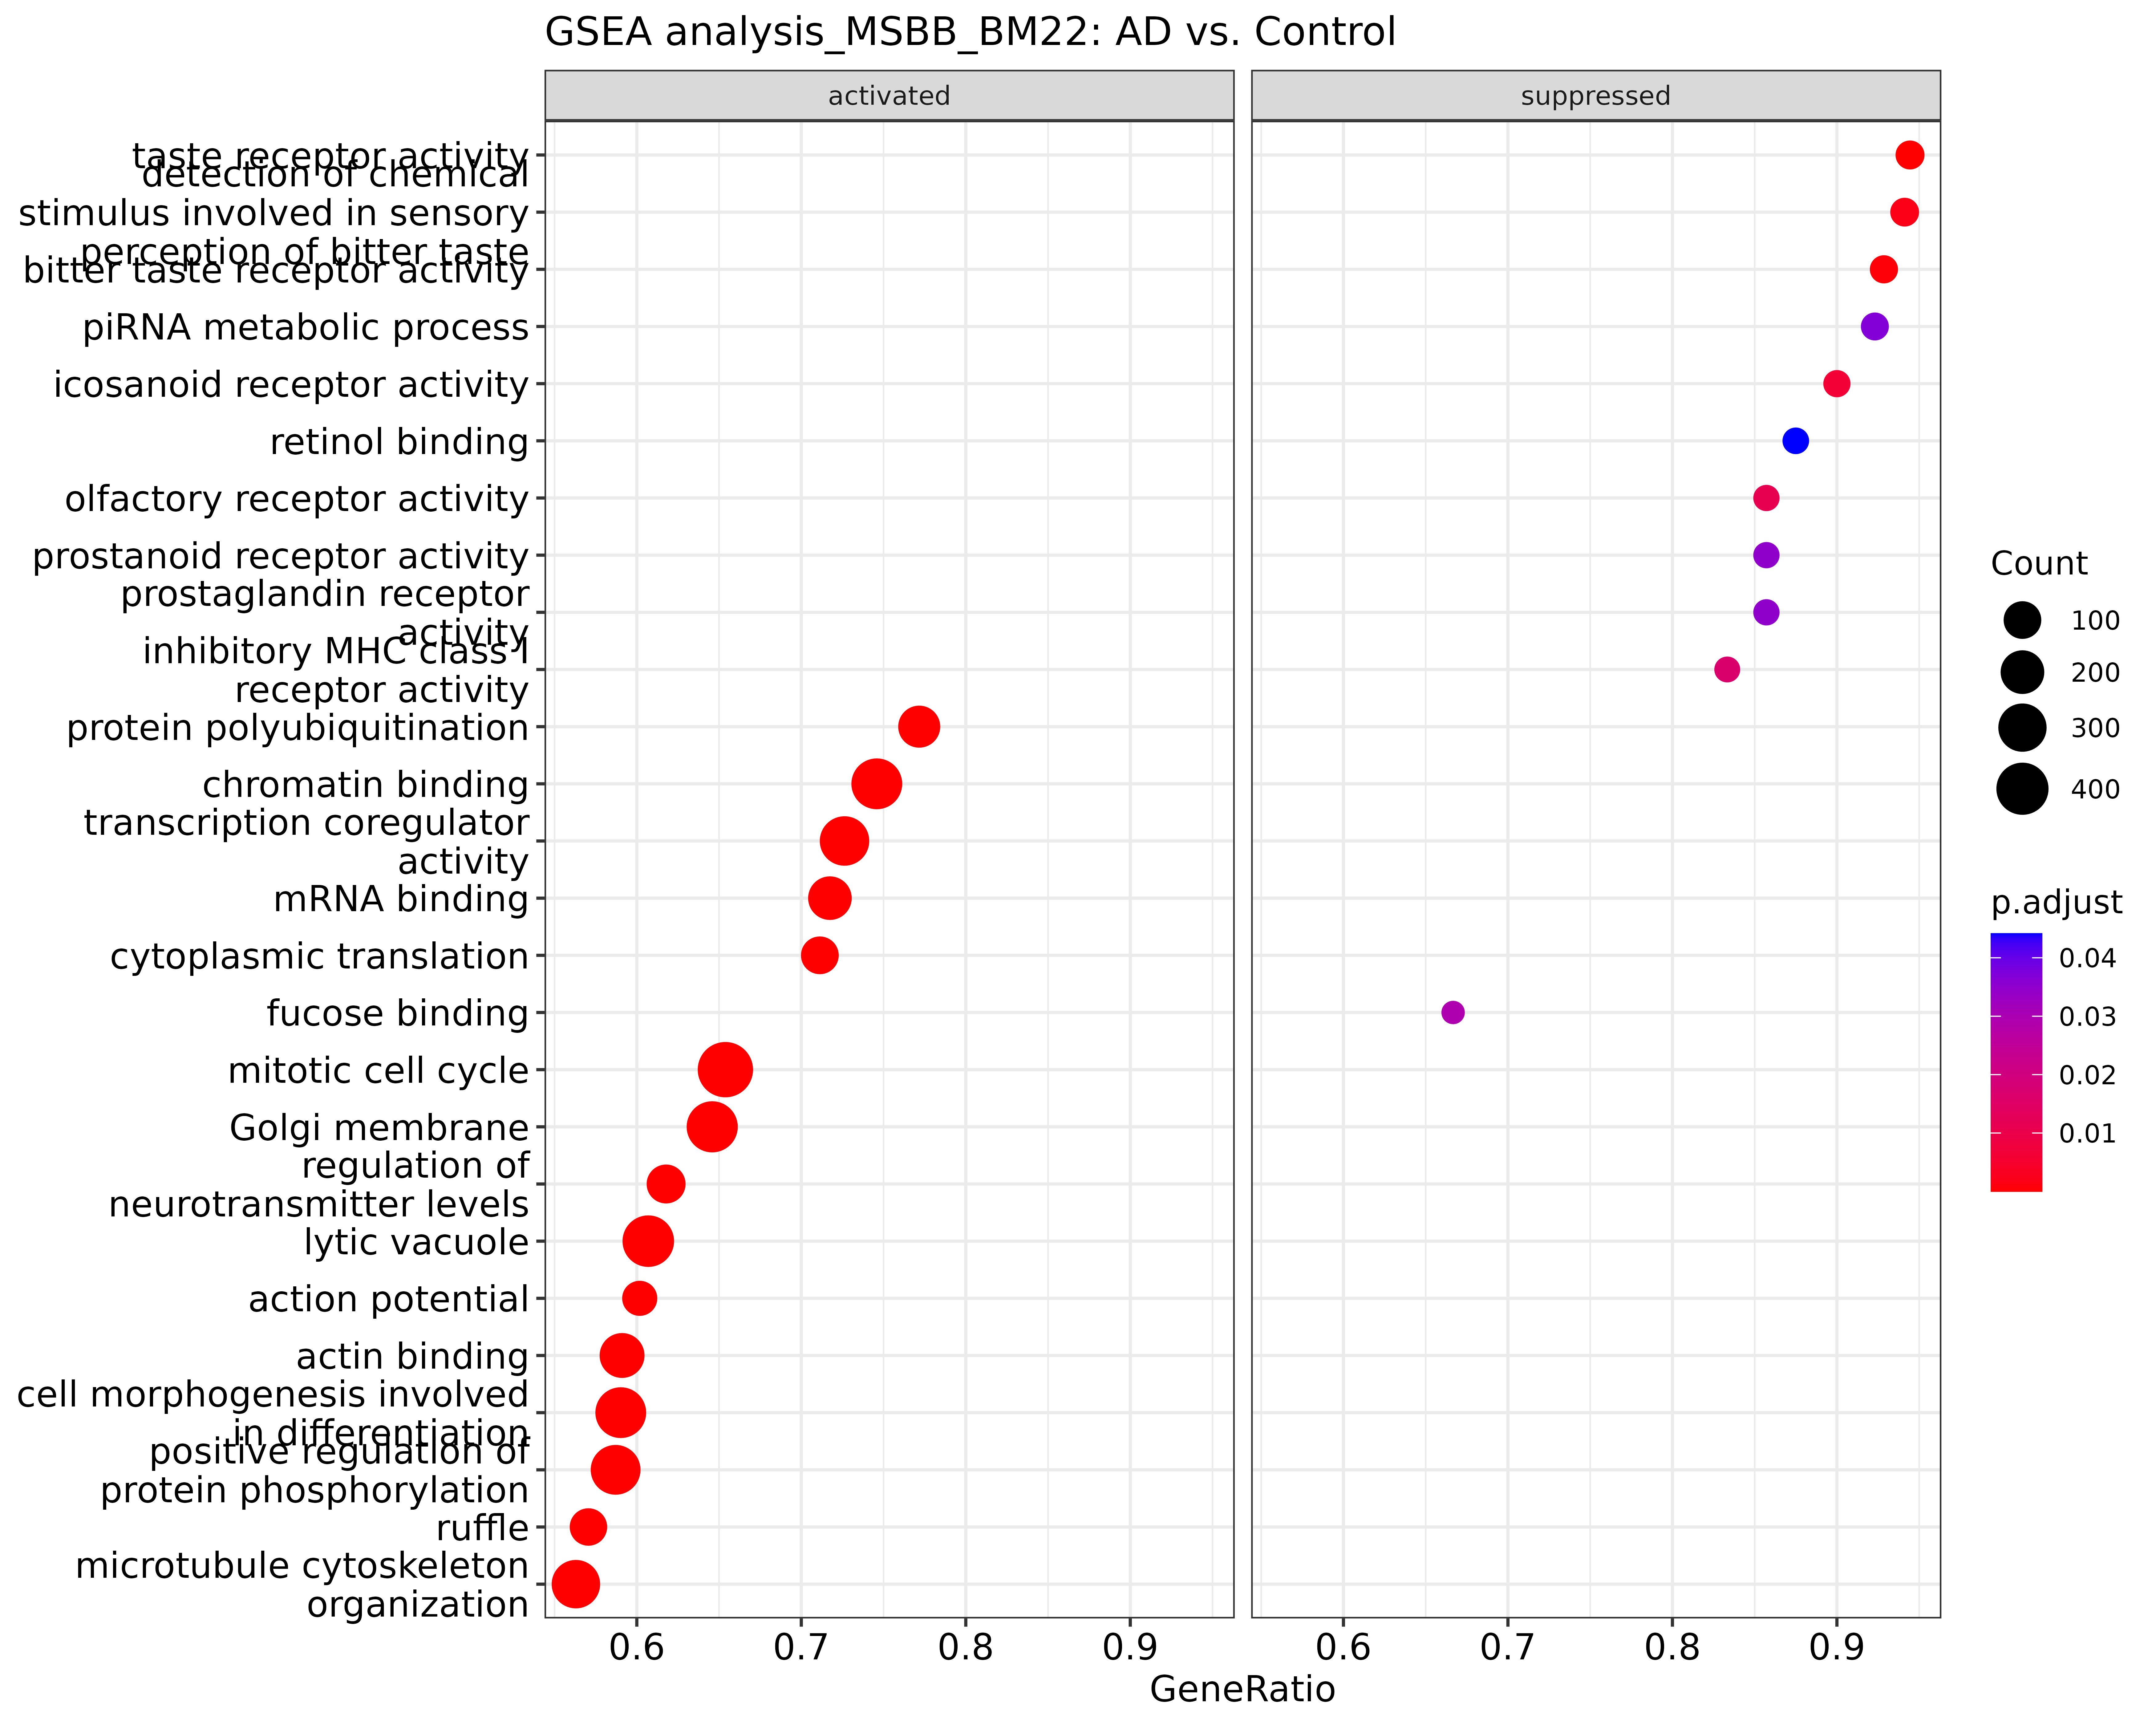 GSEA analysis_MSBB_BM22: AD vs. Control
activated
suppressed
taste receptor activity
detection of chemical
stimulus involved in sensory
perception of bitter taste
bitter taste receptor activity
piRNA metabolic process
icosanoid receptor activity
retinol binding
olfactory receptor activity
prostanoid receptor activity
prostaglandin receptor
activity
inhibitory MHC class I
receptor activity
protein polyubiquitination
chromatin binding
transcription coregulator
activity
mRNA binding
cytoplasmic translation
fucose binding
mitotic cell cycle
Golgi membrane
regulation of
neurotransmitter levels
lytic vacuole
action potential
actin binding
cell morphogenesis involved
in differentiation
positive regulation of
protein phosphorylation
ruffle
microtubule cytoskeleton
organization
0.6 0.7 0.8 0.9
0.6 0.7 0.8 0.9
GeneRatio
Count
100
200
300
400
p.adjust
0.04
0.03
0.02
0.01